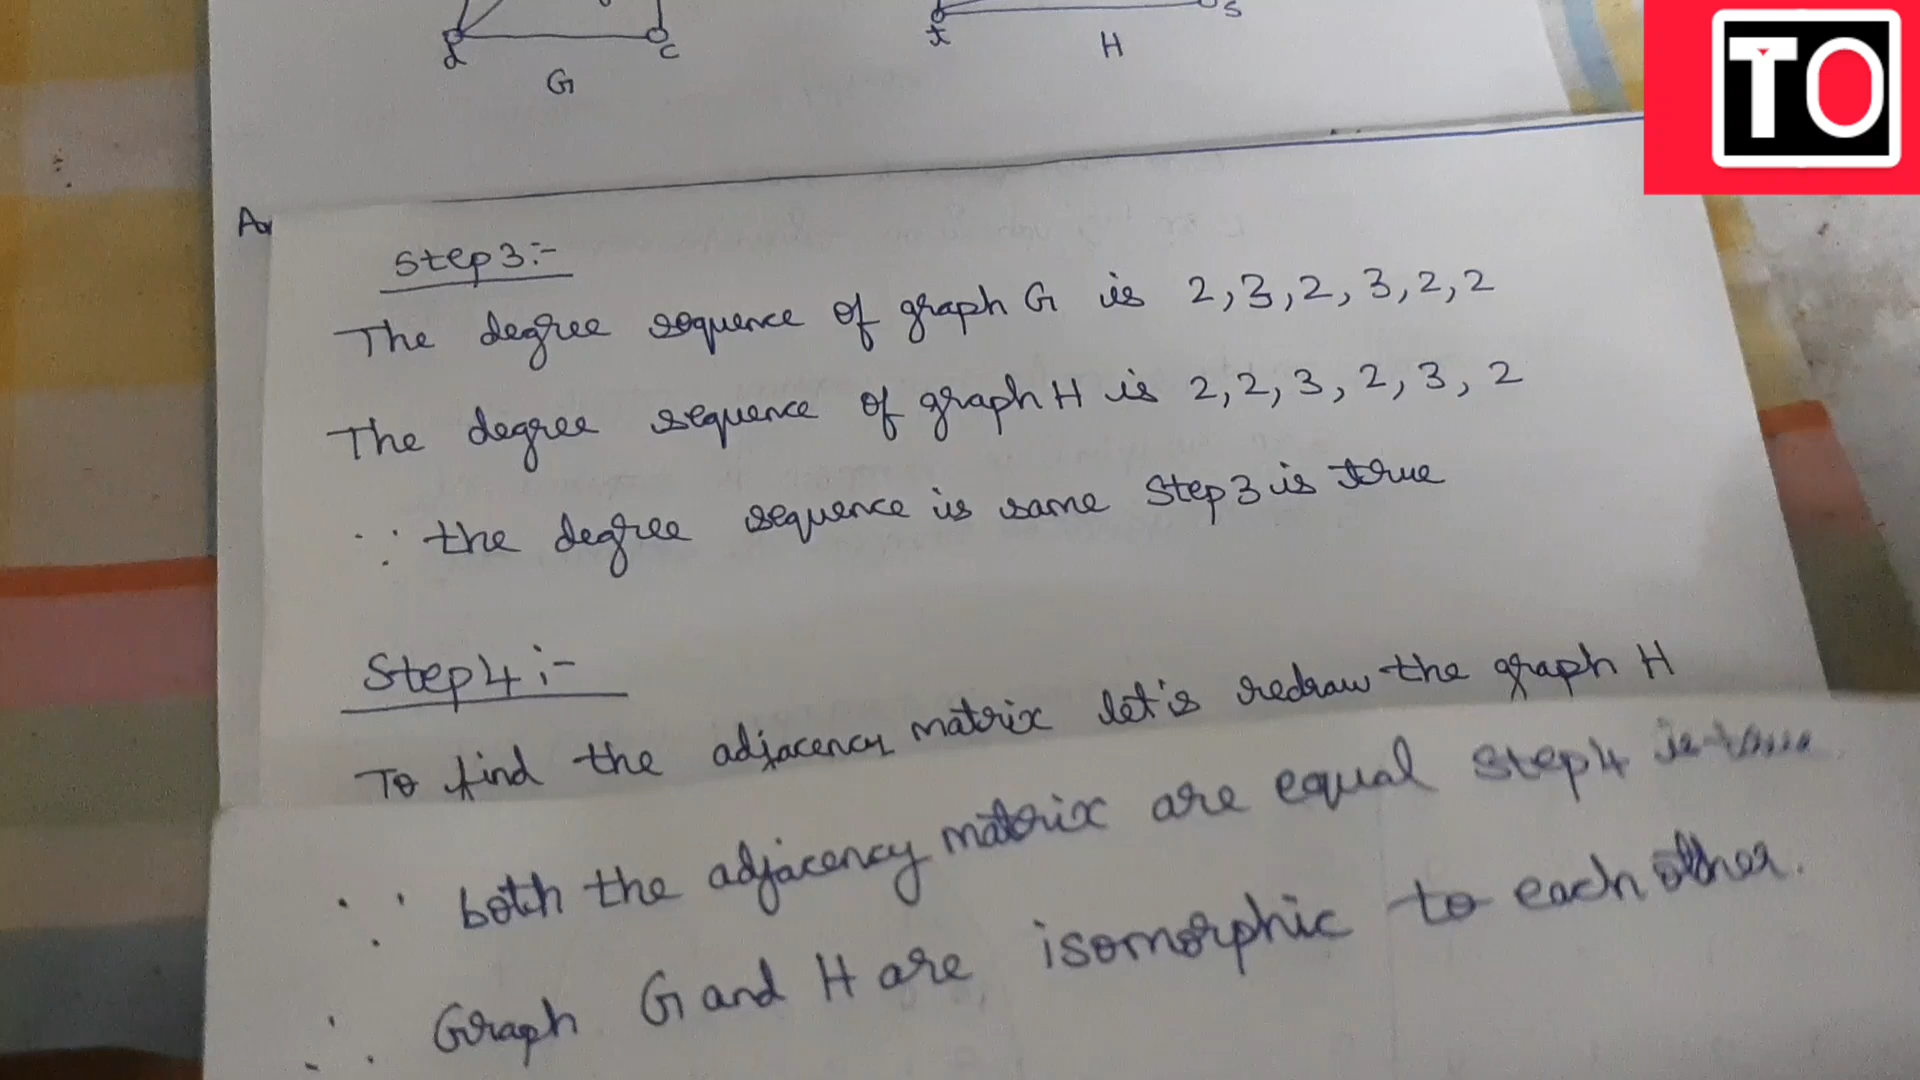 d
c
G
t
s
H
TO
Step 3:-
The degree sequence of graph G is 2,3,2,3,2,2
The degree sequence of graph H is 2,2,3,2,3,2
∵ the degree sequence is same Step 3 is true
Step 4:-
To find the adjacency matrix let's redraw the graph H
∵ both the adjacency matrix are equal step 4 is true
∴ Graph G and H are isomorphic to each other.